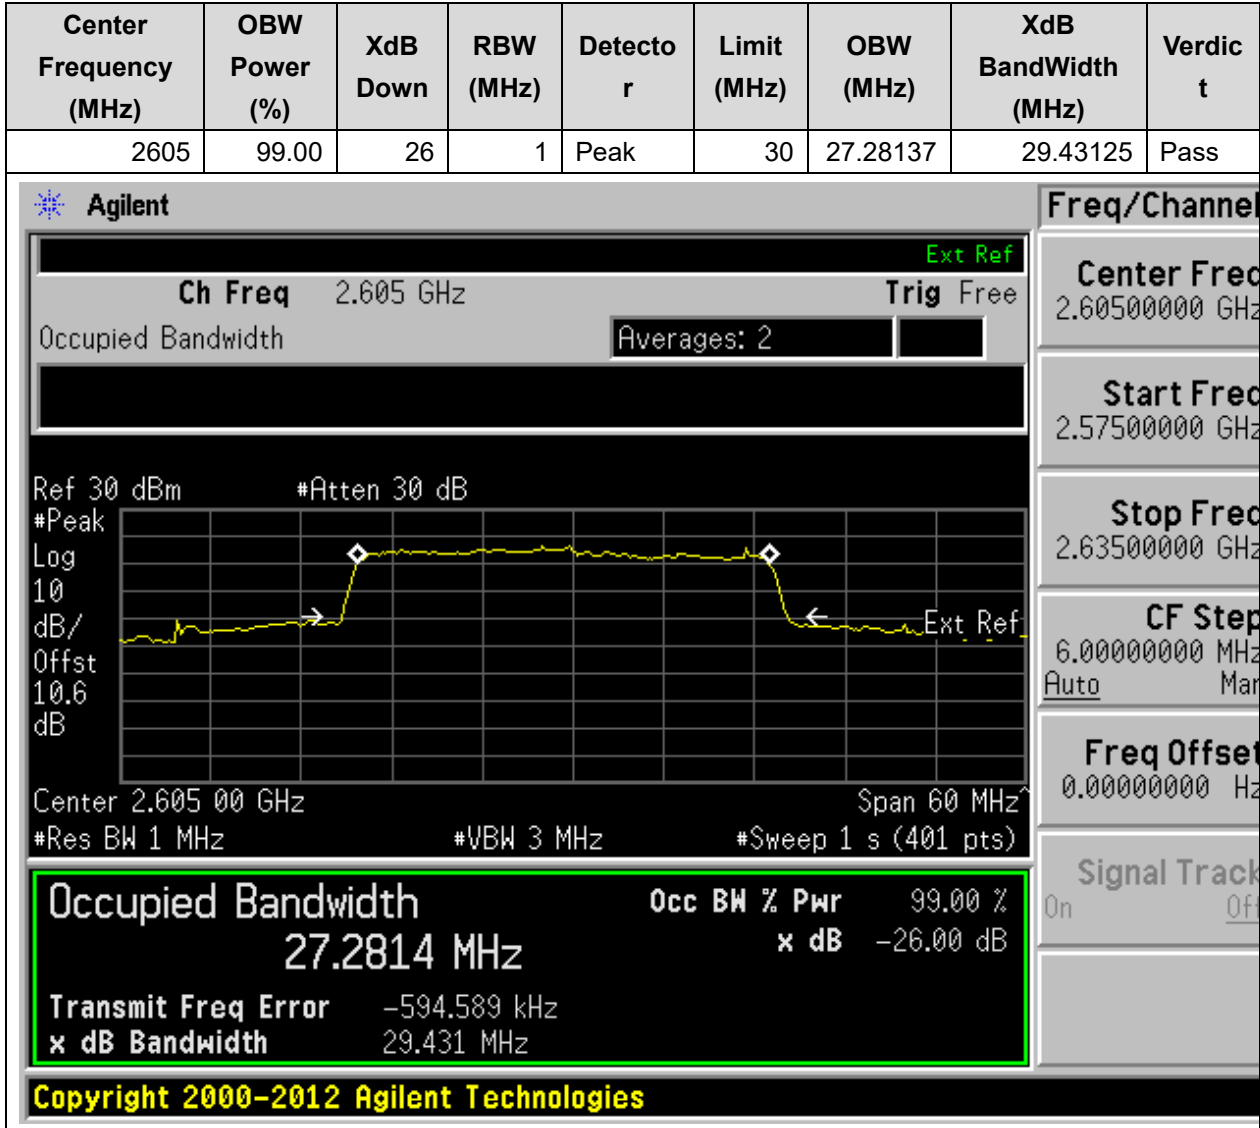 Center Frequency (MHz) OBW Power (%) XdB Down RBW (MHz) Detecto r Limit (MHz) OBW (MHz) XdB BandWidth (MHz) Verdic t
2605 99.00 26 1 Peak 30 27.28137 29.43125 Pass
Agilent
Freq/Channel
Ext Ref
Ch Freq 2.605 GHz Trig Free
Occupied Bandwidth Averages: 2
Center Freq
2.60500000 GHz
Start Freq
2.57500000 GHz
Stop Freq
2.63500000 GHz
CF Step
6.00000000 MHz
Auto Man
Freq Offset
0.00000000 Hz
Signal Track
On Off
Ref 30 dBm #Atten 30 dB
#Peak
Log
10
dB/
Offst
10.6
dB
Ext Ref
Center 2.605 00 GHz Span 60 MHz^
#Res BW 1 MHz #VBW 3 MHz #Sweep 1 s (401 pts)
Occupied Bandwidth Occ BW % Pwr 99.00 %
27.2814 MHz x dB -26.00 dB
Transmit Freq Error -594.589 kHz
x dB Bandwidth 29.431 MHz
Copyright 2000-2012 Agilent Technologies